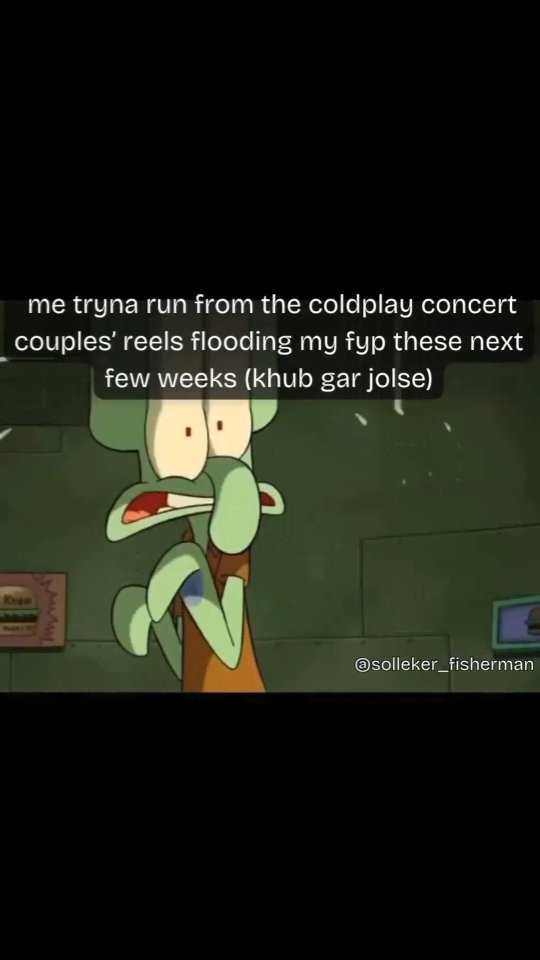 me tryna run from the coldplay concert
couples’ reels flooding my fyp these next
few weeks (khub gar jolse)
@solleker_fisherman